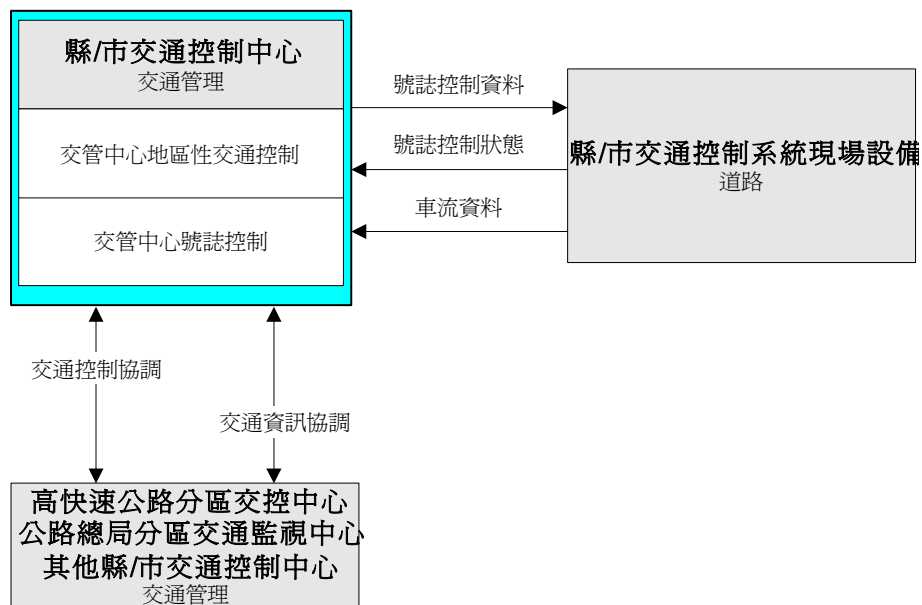 縣/市交通控制中心
交通管理
交管中心地區性交通控制
交管中心號誌控制
號誌控制資料
號誌控制狀態
車流資料
縣/市交通控制系統現場設備
道路
交通控制協調
交通資訊協調
高快速公路分區交控中心
公路總局分區交通監視中心
其他縣/市交通控制中心
交通管理